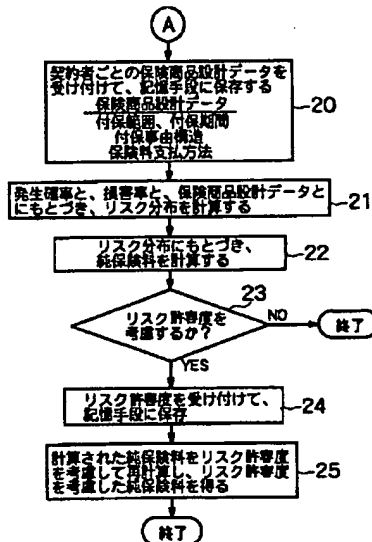 A
契約者ごとの保険商品設計データを
受け付けて、記憶手段に保存する
保険商品設計データ
付保範囲、付保期間
付保事由構造
保険料支払方法
20
発生確率と、損害率と、保険商品設計データと
にもとづき、リスク分布を計算する
21
リスク分布にもとづき、
純保険料を計算する
22
23
リスク許容度を
考慮するか？
NO
終了
YES
リスク許容度を受け付けて、
記憶手段に保存
24
計算された純保険料をリスク許容度
を考慮して再計算し、リスク許容度
を考慮した純保険料を得る
25
終了